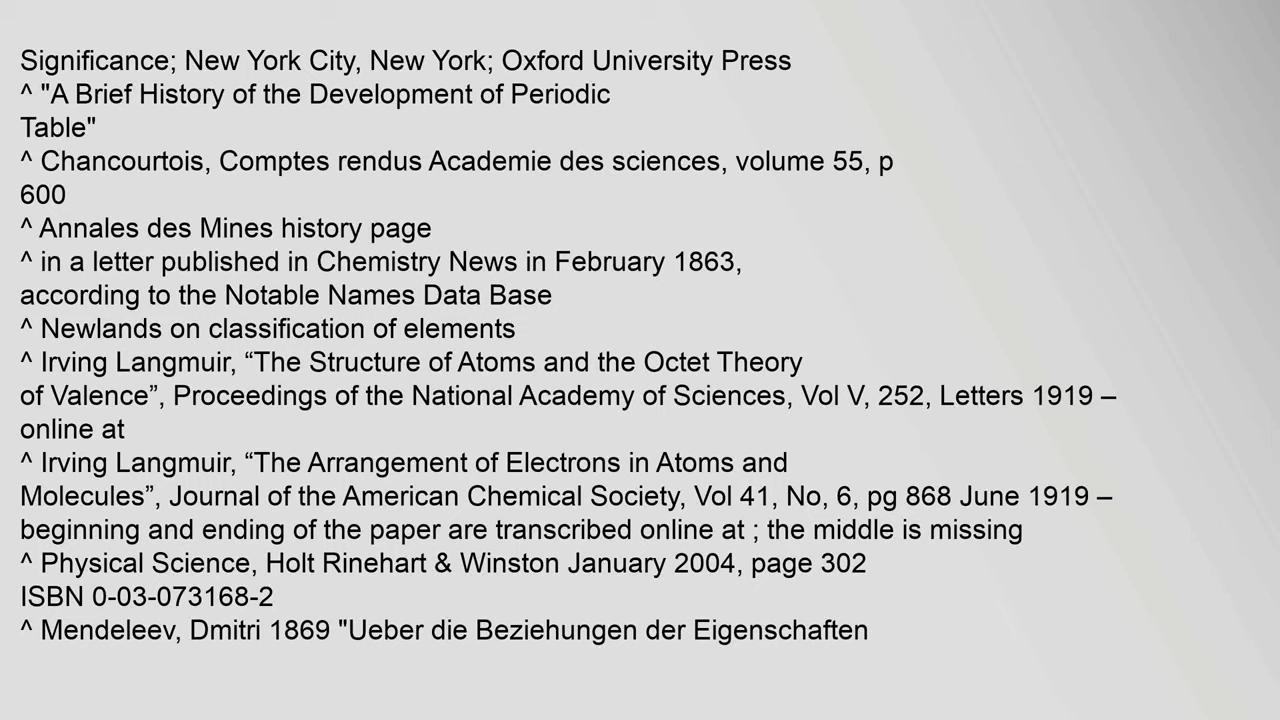 Significance; New York City, New York; Oxford University Press
^ "A Brief History of the Development of Periodic
Table"
^ Chancourtois, Comptes rendus Academie des sciences, volume 55, p
600
^ Annales des Mines history page
^ in a letter published in Chemistry News in February 1863,
according to the Notable Names Data Base
^ Newlands on classification of elements
^ Irving Langmuir, “The Structure of Atoms and the Octet Theory
of Valence”, Proceedings of the National Academy of Sciences, Vol V, 252, Letters 1919 –
online at
^ Irving Langmuir, “The Arrangement of Electrons in Atoms and
Molecules”, Journal of the American Chemical Society, Vol 41, No, 6, pg 868 June 1919 –
beginning and ending of the paper are transcribed online at ; the middle is missing
^ Physical Science, Holt Rinehart & Winston January 2004, page 302
ISBN 0-03-073168-2
^ Mendeleev, Dmitri 1869 "Ueber die Beziehungen der Eigenschaften